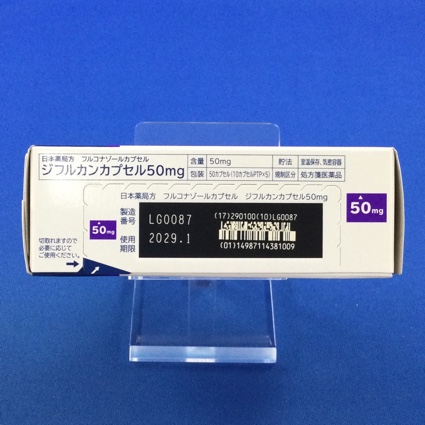 日本薬局方 フルコナゾールカプセル
ジフルカンカプセル50mg
含量 50mg 貯法 室温保存、気密容器
包装 50カプセル(10カプセルPTP×5) 規制区分 処方箋医薬品
日本薬局方 フルコナゾールカプセル ジフルカンカプセル50mg
製造番号 LG0087
使用期限 2029.1
(17)290100(10)LG0087
(01)14987114381009
50mg
50mg
切取れますので
必要に応じて
ご使用ください。